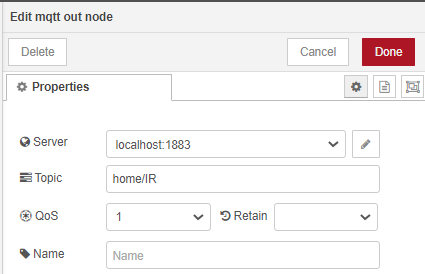 Edit mqtt out node
Delete Cancel Done
Properties
Server localhost:1883
Topic home/IR
QoS 1 Retain
Name Name